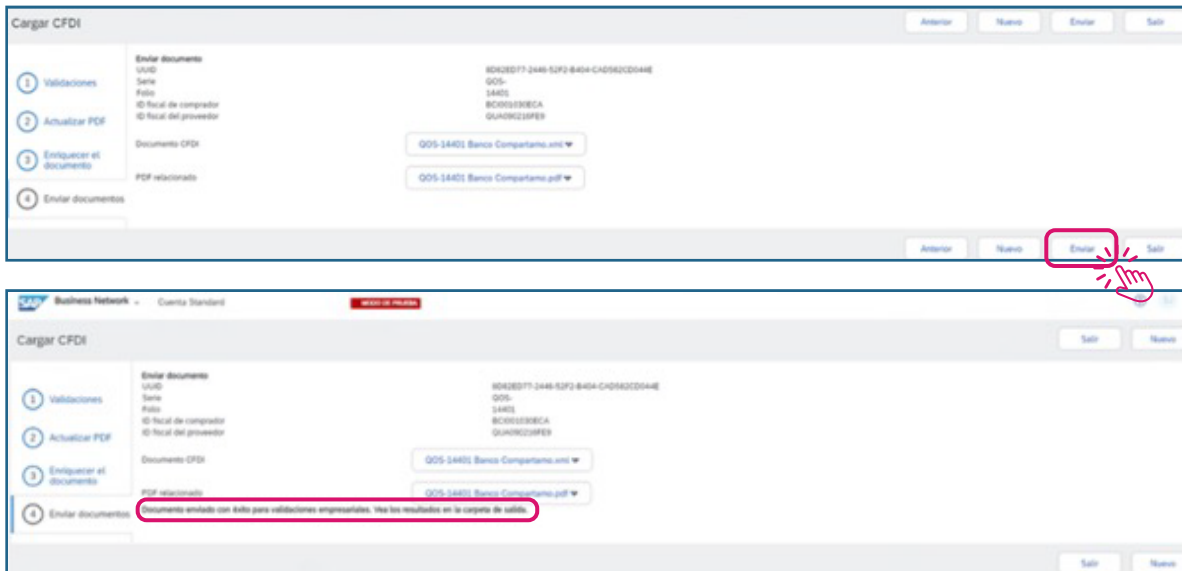 Cargar CFDI
Anterior Nuevo Enviar Salir
1 Validaciones
2 Actualizar PDF
3 Enriquecer el documento
4 Enviar documentos
Enviar documento
UUID
Serie QOS-
Folio 14401
ID fiscal de comprador
ID fiscal del proveedor
Documento CFDI QOS-14401 Banco Compartamo.xml
PDF relacionado QOS-14401 Banco Compartamo.pdf
Anterior Nuevo Enviar Salir
SAP Business Network Cuenta Standard MODO DE PRUEBA
Cargar CFDI
Salir Nuevo
1 Validaciones
2 Actualizar PDF
3 Enriquecer el documento
4 Enviar documentos
Enviar documento
UUID
Serie QOS-
Folio 14401
ID fiscal de comprador
ID fiscal del proveedor
Documento CFDI QOS-14401 Banco Compartamo.xml
PDF relacionado QOS-14401 Banco Compartamo.pdf
Documento enviado con éxito para validaciones empresariales. Vea los resultados en la carpeta de salida.
Salir Nuevo